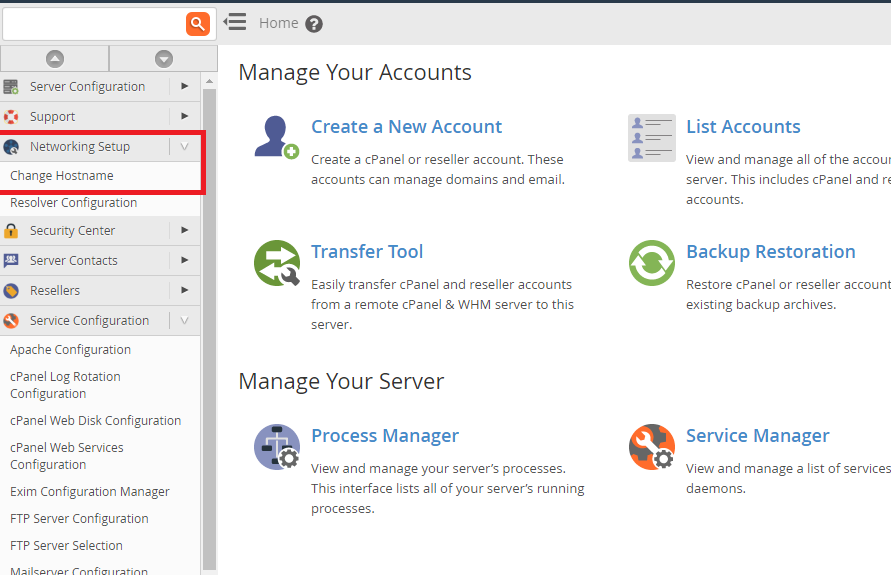 Home
Server Configuration
Support
Networking Setup
Change Hostname
Resolver Configuration
Security Center
Server Contacts
Resellers
Service Configuration
Apache Configuration
cPanel Log Rotation
Configuration
cPanel Web Disk Configuration
cPanel Web Services
Configuration
Exim Configuration Manager
FTP Server Configuration
FTP Server Selection
Mailserver Configuration
Manage Your Accounts
Create a New Account
Create a cPanel or reseller account. These
accounts can manage domains and email.
List Accounts
View and manage all of the
server. This includes cPanel and
accounts.
Transfer Tool
Easily transfer cPanel and reseller accounts
from a remote cPanel & WHM server to this
server.
Backup Restoration
Restore cPanel or reseller account
existing backup archives.
Manage Your Server
Process Manager
View and manage your server's processes.
This interface lists all of your server's running
processes.
Service Manager
View and manage a list of services
daemons.